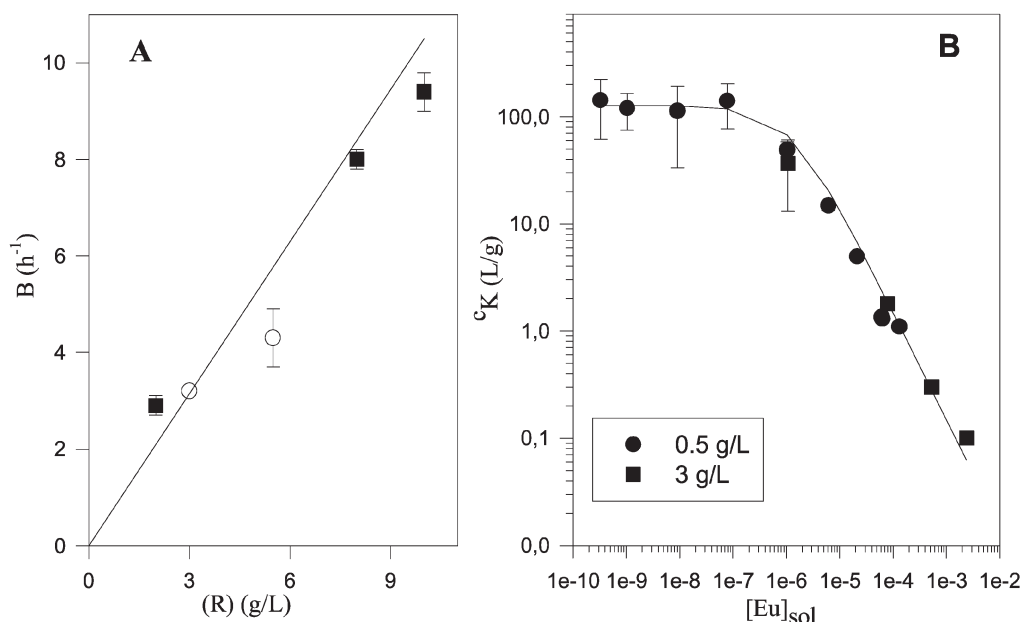 A
B (h-1)
10
8
6
4
2
0
0 3 6 9
(R) (g/L)
B
cK (L/g)
100,0
10,0
1,0
0,1
0,0
0.5 g/L
3 g/L
1e-10 1e-9 1e-8 1e-7 1e-6 1e-5 1e-4 1e-3 1e-2
[Eu]sol